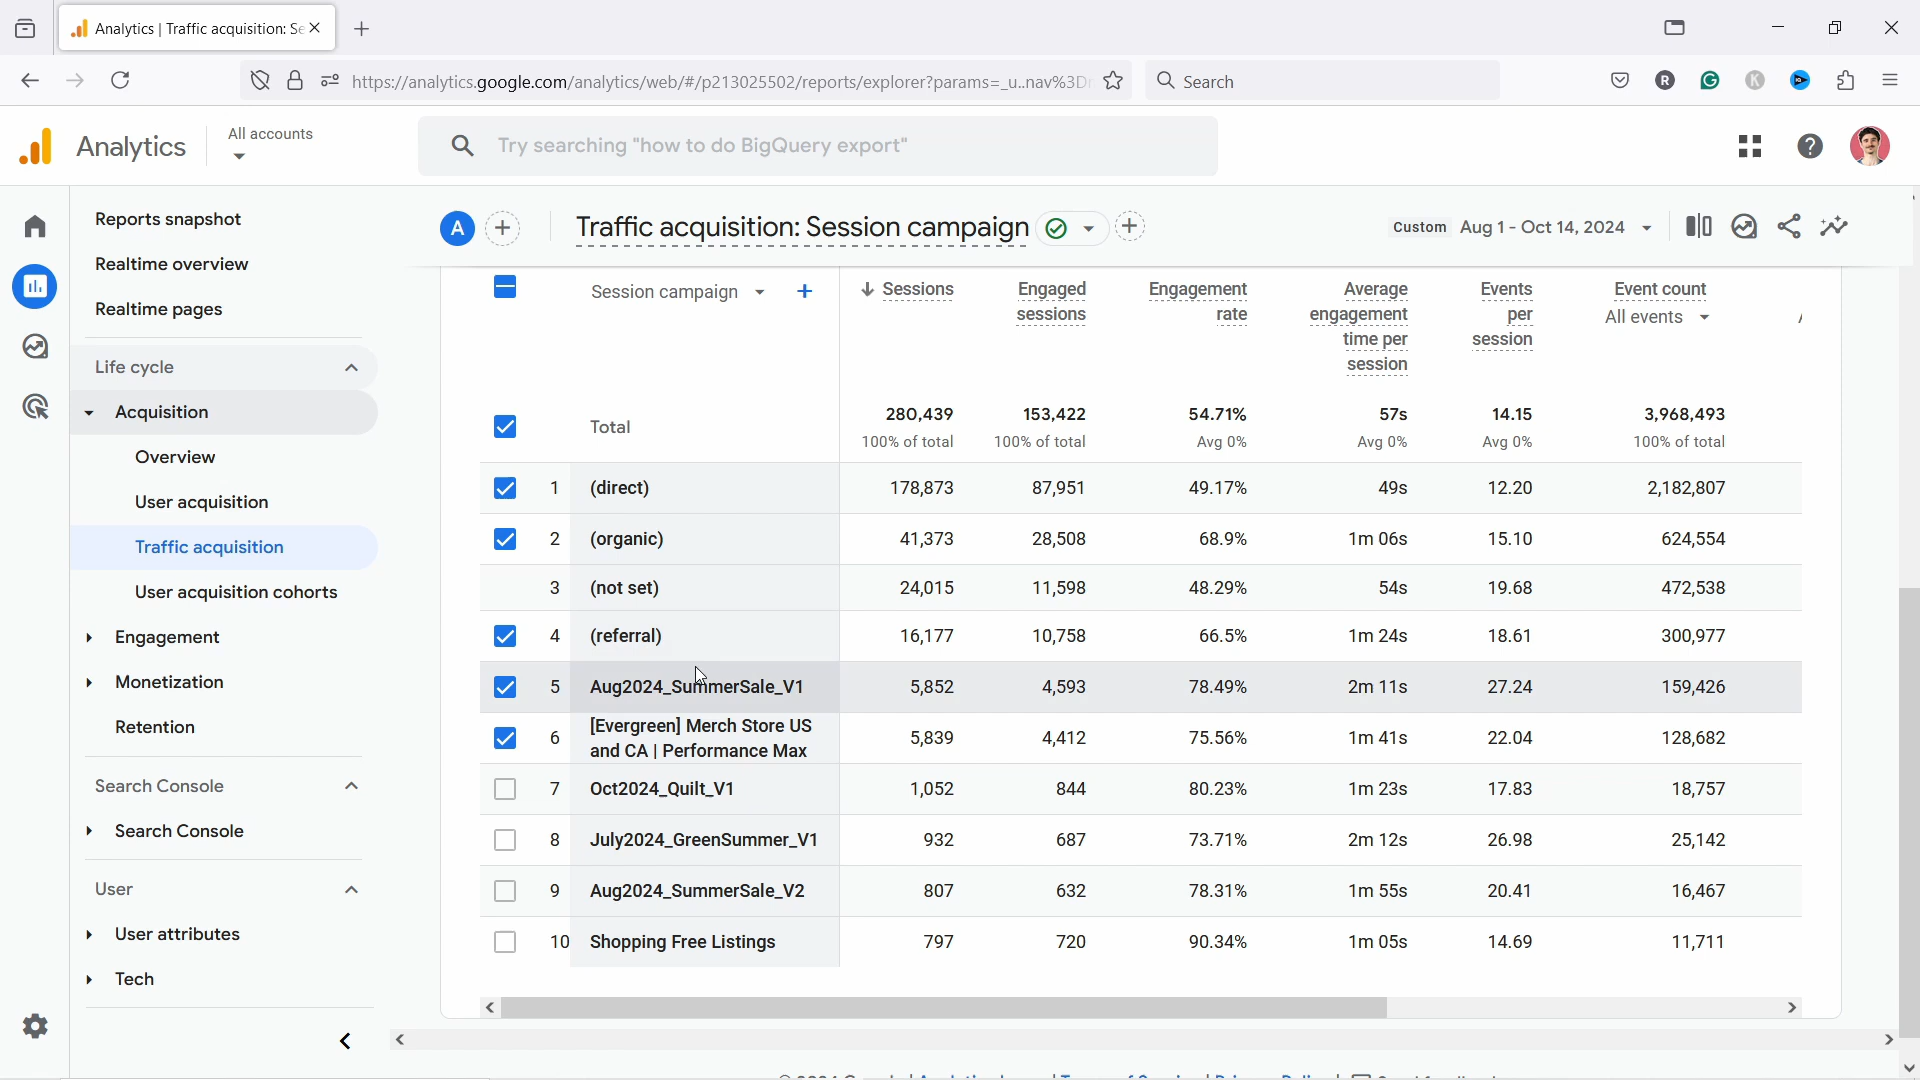 Analytics | Traffic acquisition: Se
https://analytics.google.com/analytics/web/#/p213025502/reports/explorer?params=_u..nav%3D
Search
R
K
Analytics
All accounts
Try searching "how to do BigQuery export"
Reports snapshot
Realtime overview
Realtime pages
Life cycle
Acquisition
Overview
User acquisition
Traffic acquisition
User acquisition cohorts
Engagement
Monetization
Retention
Search Console
Search Console
User
User attributes
Tech
A
Traffic acquisition: Session campaign
Custom Aug 1 - Oct 14, 2024
Session campaign
Sessions
Engaged
sessions
Engagement
rate
Average
engagement
time per
session
Events
per
session
Event count
All events
Total
280,439 153,422 54.71% 57s 14.15 3,968,493
100% of total 100% of total Avg 0% Avg 0% Avg 0% 100% of total
1 (direct) 178,873 87,951 49.17% 49s 12.20 2,182,807
2 (organic) 41,373 28,508 68.9% 1m 06s 15.10 624,554
3 (not set) 24,015 11,598 48.29% 54s 19.68 472,538
4 (referral) 16,177 10,758 66.5% 1m 24s 18.61 300,977
5 Aug2024_SummerSale_V1 5,852 4,593 78.49% 2m 11s 27.24 159,426
[Evergreen] Merch Store US
6 and CA | Performance Max 5,839 4,412 75.56% 1m 41s 22.04 128,682
7 Oct2024_Quilt_V1 1,052 844 80.23% 1m 23s 17.83 18,757
8 July2024_GreenSummer_V1 932 687 73.71% 2m 12s 26.98 25,142
9 Aug2024_SummerSale_V2 807 632 78.31% 1m 55s 20.41 16,467
10 Shopping Free Listings 797 720 90.34% 1m 05s 14.69 11,711